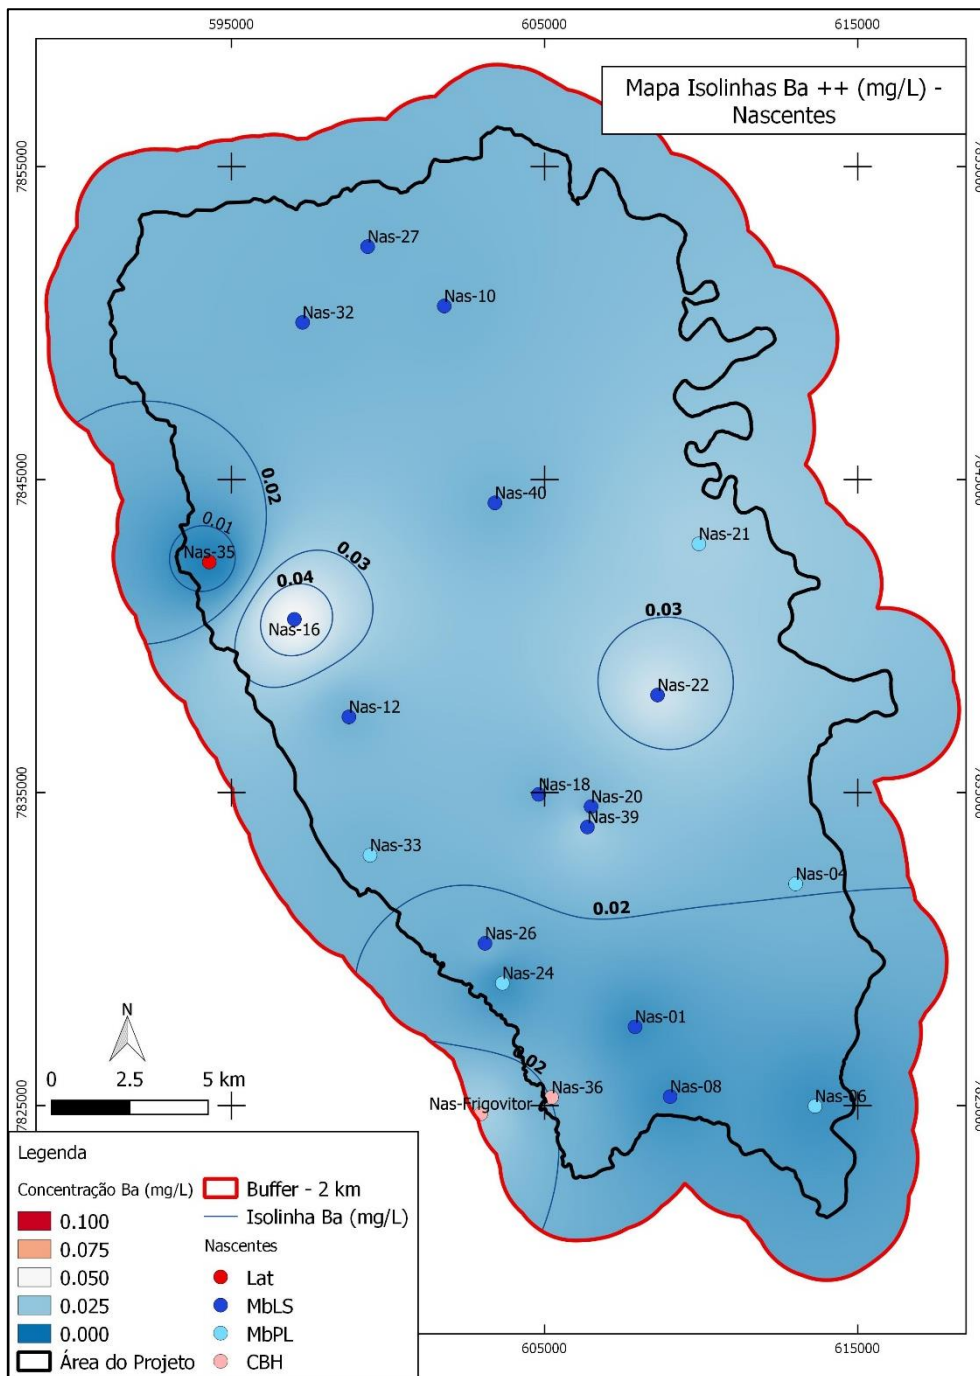 595000
605000
615000
Mapa Isolinhas Ba ++ (mg/L) -
Nascentes
7855000
Nas-27
Nas-10
Nas-32
7845000
0.02
Nas-40
0.01
Nas-35
Nas-21
0.03
0.04
Nas-16
0.03
Nas-22
Nas-12
7835000
Nas-18
Nas-20
Nas-39
Nas-33
Nas-04
0.02
Nas-26
Nas-24
N
Nas-01
0.02
0 2.5 5 km
Nas-36
Nas-08
Nas-06
Nas-Frigovitor
7825000
Legenda
Concentração Ba (mg/L)
0.100
0.075
0.050
0.025
0.000
Área do Projeto
Buffer - 2 km
Isolinha Ba (mg/L)
Nascentes
Lat
MbLS
MbPL
CBH
605000
615000